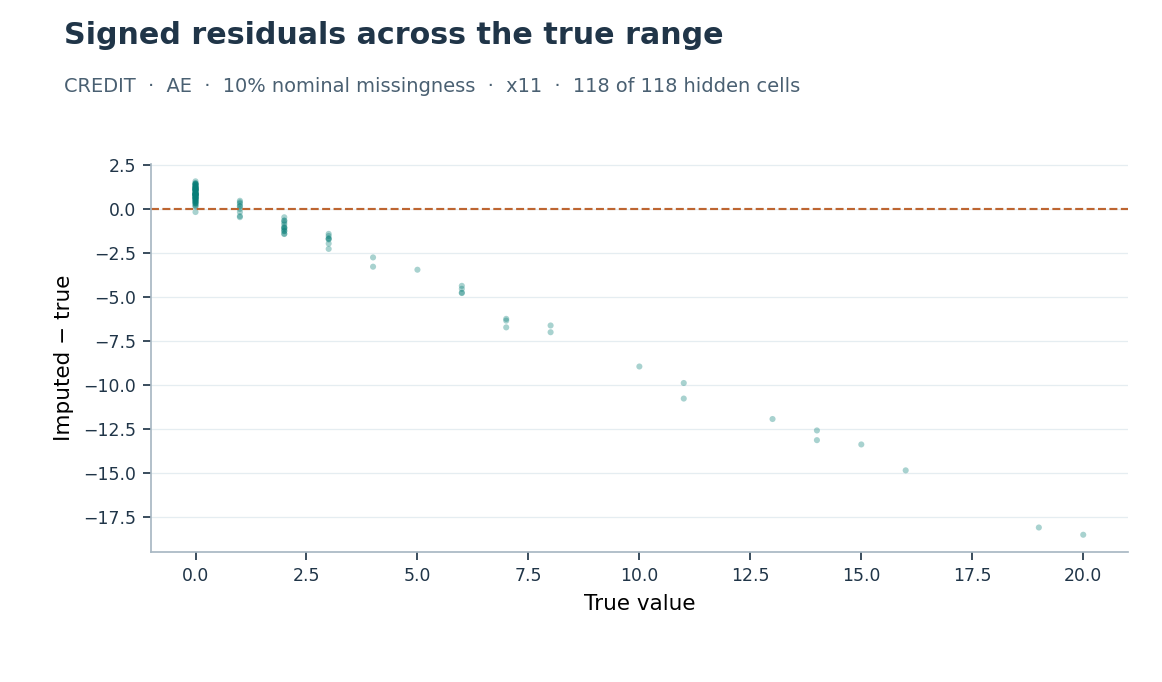 Signed residuals across the true range
CREDIT · AE · 10% nominal missingness · x11 · 118 of 118 hidden cells
2.5
0.0
−2.5
−5.0
−7.5
−10.0
−12.5
−15.0
−17.5
Imputed − true
0.0 2.5 5.0 7.5 10.0 12.5 15.0 17.5 20.0
True value